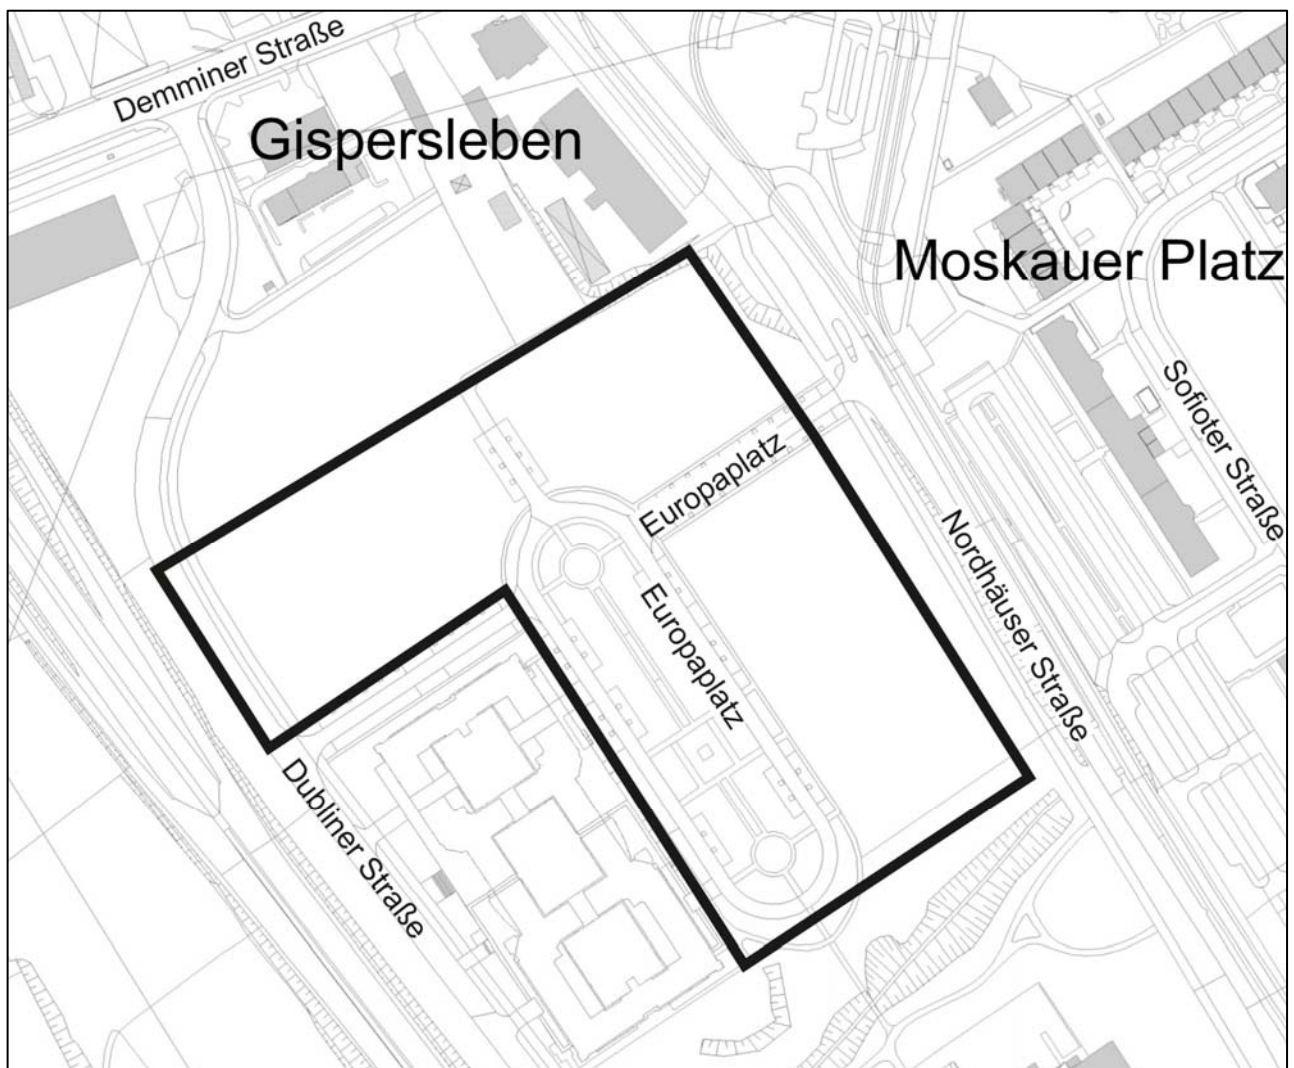 Demminer Straße
Gispersleben
Moskauer Platz
Sofioter Straße
Europaplatz
Nordhäuser Straße
Europaplatz
Dubliner Straße